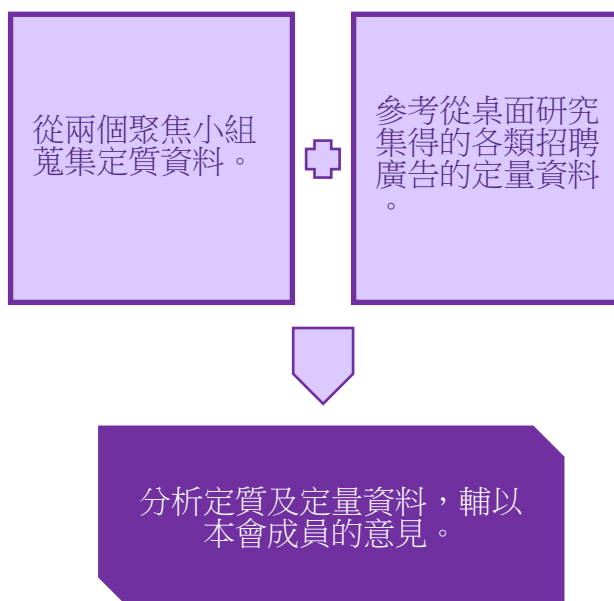 從兩個聚焦小組
蒐集定質資料。
參考從桌面研究
集得的各類招聘
廣告的定量資料
。
分析定質及定量資料，輔以
本會成員的意見。